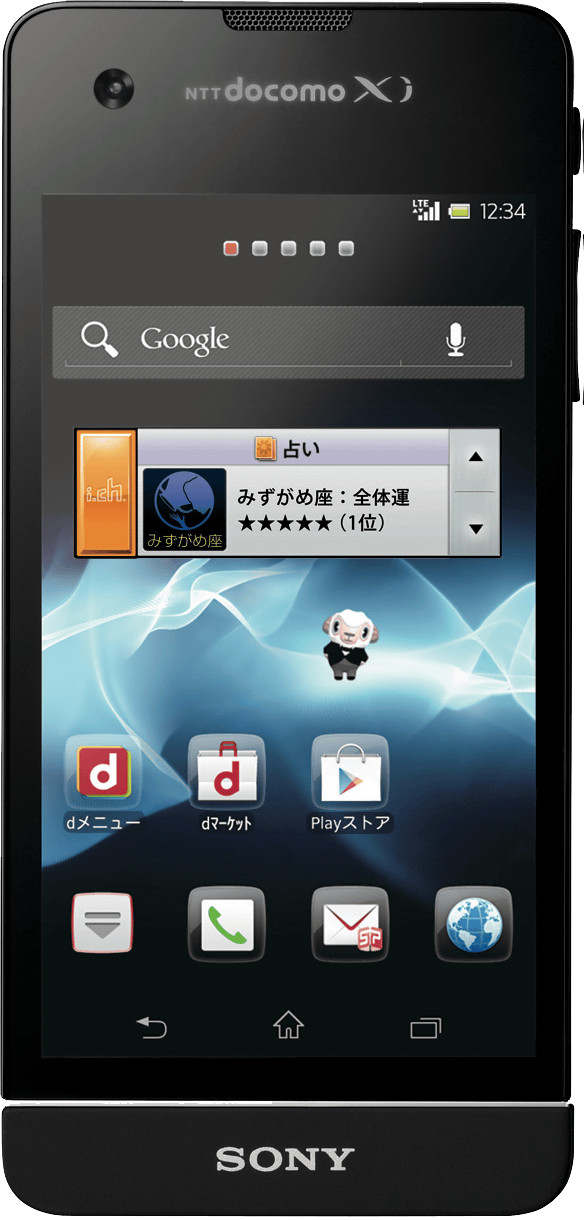 NTT docomo Xi
LTE 12:34
Google
占い
i.ch.
みずがめ座：全体運
★★★★★（1位）
みずがめ座
d
d
dメニュー
dﾏｰｹｯﾄ
Playストア
SP
SONY